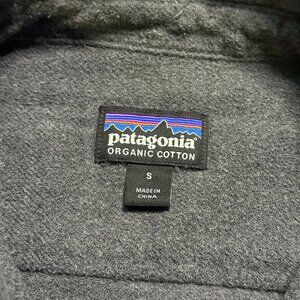 patagonia
ORGANIC COTTON
S
MADE IN
CHINA